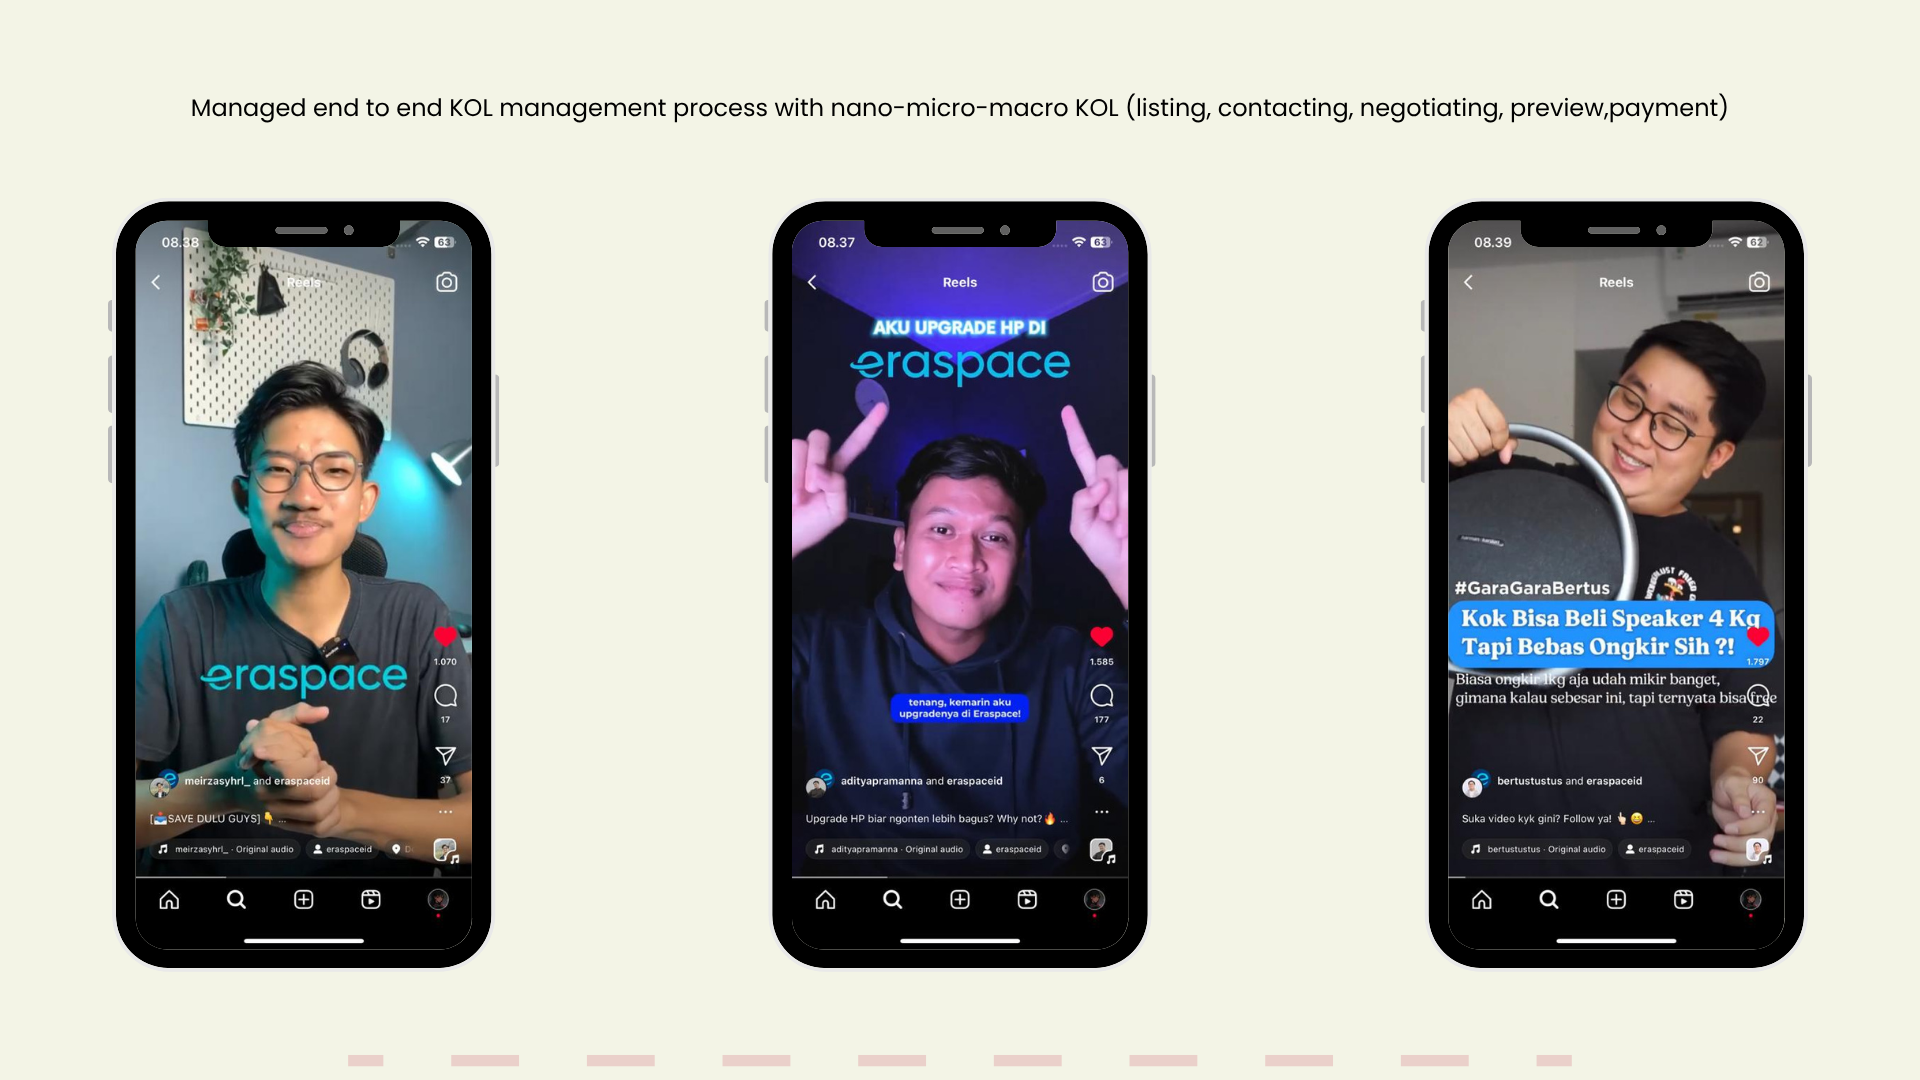 Managed end to end KOL management process with nano-micro-macro KOL (listing, contacting, negotiating, preview,payment)
08.38
63
Reels
eraspace
1.070
17
37
meirzasyhrl_ and eraspaceid
[📥SAVE DULU GUYS] 👇 ...
meirzasyhrl_ · Original audio
eraspaceid
08.37
63
Reels
AKU UPGRADE HP DI
eraspace
tenang, kemarin aku
upgradenya di Eraspace!
1.585
177
6
adityapramanna and eraspaceid
Upgrade HP biar ngonten lebih bagus? Why not?🔥 ...
adityapramanna · Original audio
eraspaceid
08.39
62
Reels
harman/kardon
#GaraGaraBertus
Kok Bisa Beli Speaker 4 Kg
Tapi Bebas Ongkir Sih ?!
Biasa ongkir 1kg aja udah mikir banget,
gimana kalau sebesar ini, tapi ternyata bisa free
1.797
22
90
bertustustus and eraspaceid
Suka video kyk gini? Follow ya! 👆🏻 😆 ...
bertustustus · Original audio
eraspaceid